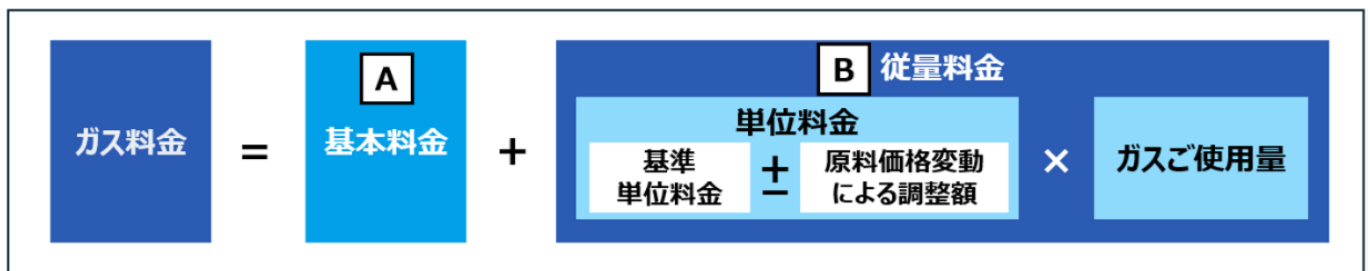 B 従量料金
A
単位料金
ガス料金 = 基本料金 + 基準 ± 原料価格変動 × ガスご使用量
単位料金 による調整額